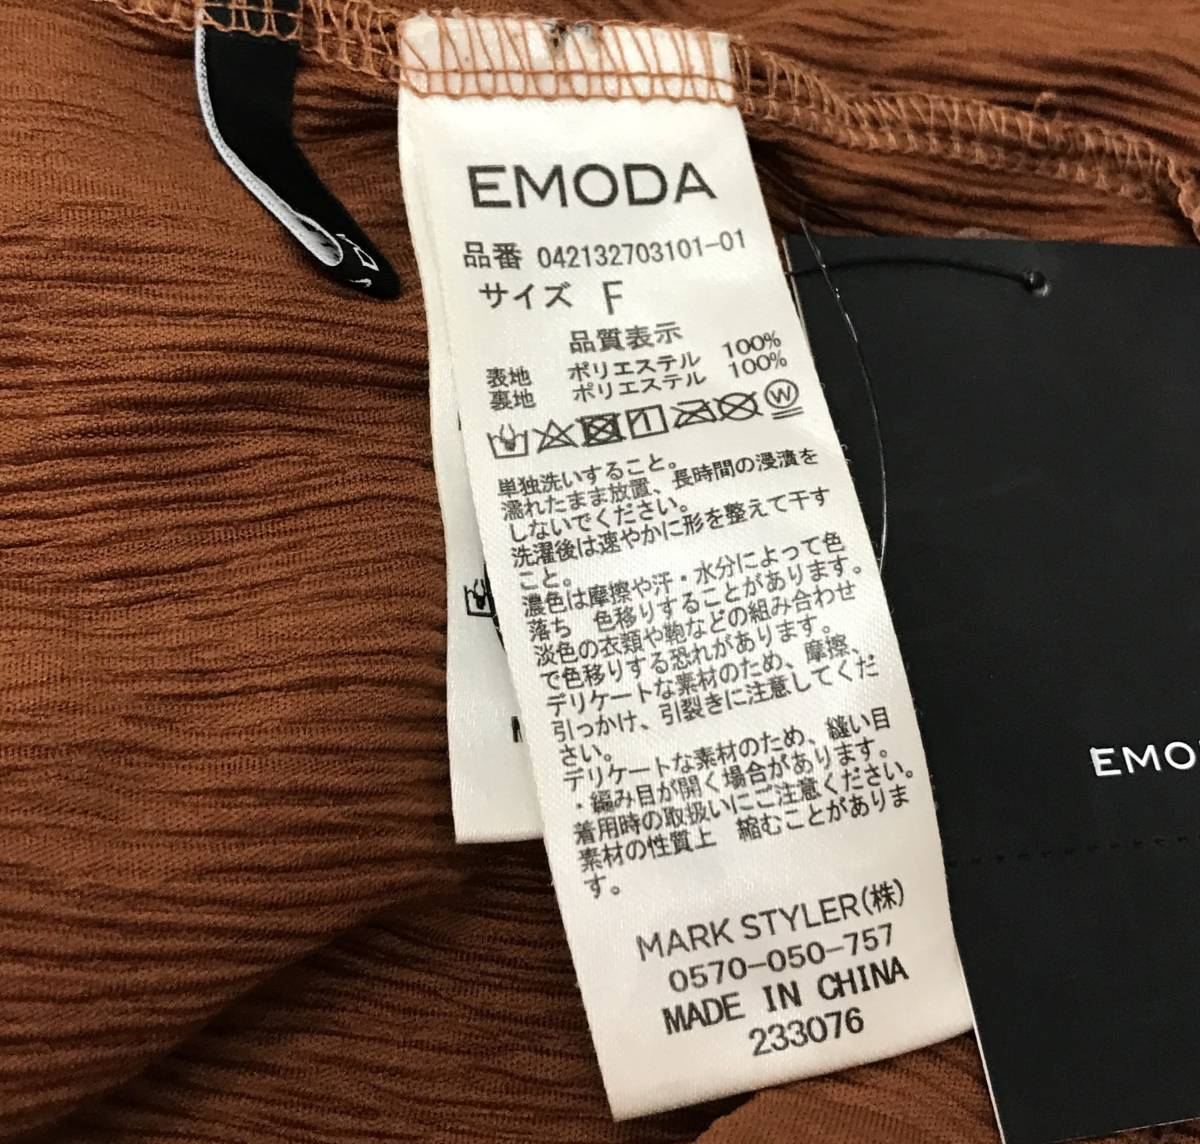 EMODA
品番 042132703101-01
サイズ F
品質表示
表地 ポリエステル 100%
裏地 ポリエステル 100%
W
単独洗いすること。
濡れたまま放置、長時間の浸漬を
しないでください。
洗濯後は速やかに形を整えて干す
こと。
濃色は摩擦や汗・水分によって色
落ち 色移りすることがあります。
淡色の衣類や鞄などの組み合わせ
で色移りする恐れがあります。
デリケートな素材のため、摩擦、
引っかけ、引裂きに注意してくだ
さい。
デリケートな素材のため、縫い目
・編み目が開く場合があります。
着用時の取扱いにご注意ください。
素材の性質上 縮むことがありま
す。
MARK STYLER(株)
0570-050-757
MADE IN CHINA
233076
EMO